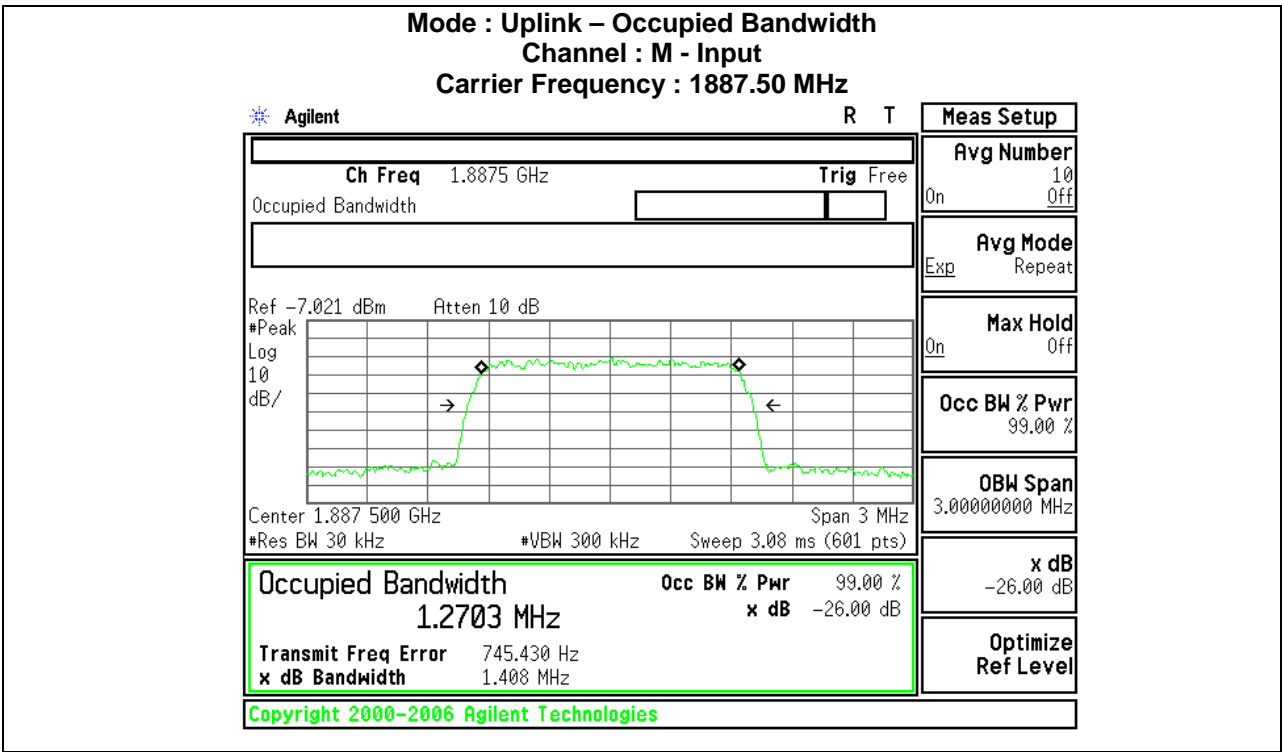 Mode : Uplink – Occupied Bandwidth
Channel : M - Input
Carrier Frequency : 1887.50 MHz
Agilent R T
Ch Freq 1.8875 GHz Trig Free
Occupied Bandwidth
Ref -7.021 dBm Atten 10 dB
#Peak
Log
10
dB/
Center 1.887 500 GHz Span 3 MHz
#Res BW 30 kHz #VBW 300 kHz Sweep 3.08 ms (601 pts)
Occupied Bandwidth Occ BW % Pwr 99.00 %
1.2703 MHz x dB -26.00 dB
Transmit Freq Error 745.430 Hz
x dB Bandwidth 1.408 MHz
Copyright 2000-2006 Agilent Technologies
Meas Setup
Avg Number
10
On Off
Avg Mode
Exp Repeat
Max Hold
On Off
Occ BW % Pwr
99.00 %
OBW Span
3.00000000 MHz
x dB
-26.00 dB
Optimize
Ref Level